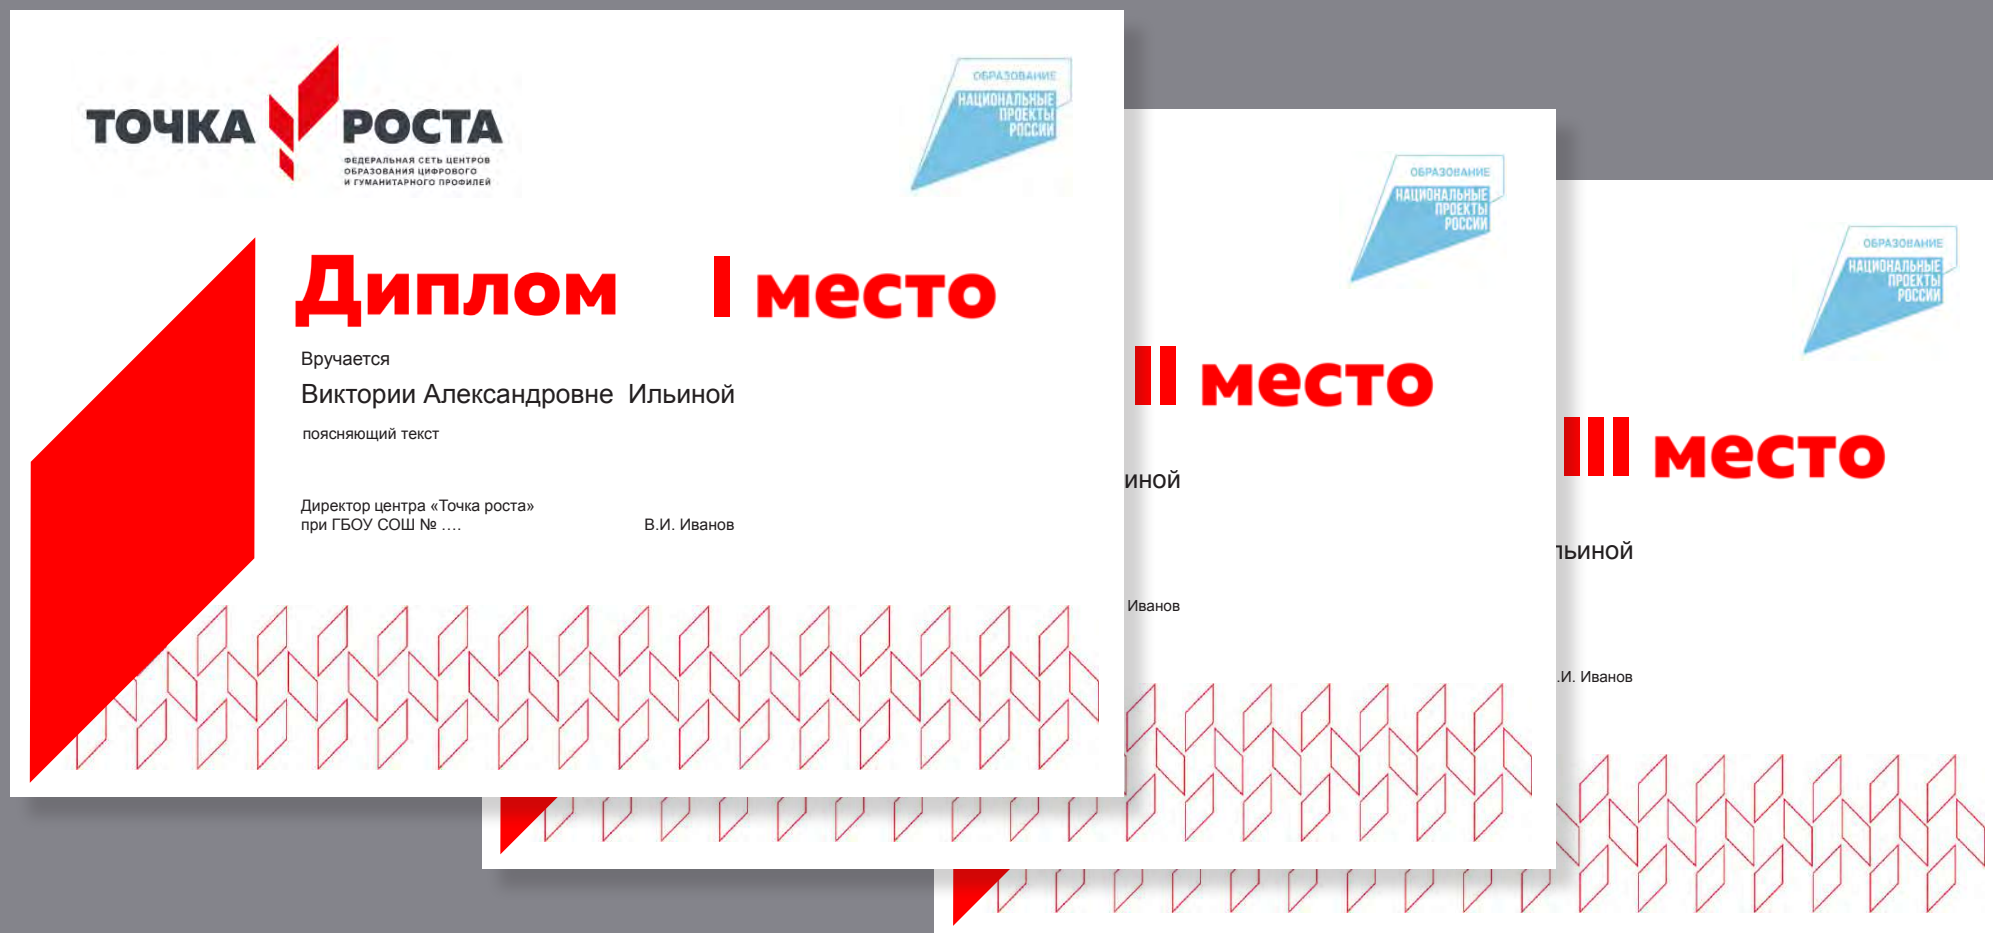 ТОЧКА РОСТА
ФЕДЕРАЛЬНАЯ СЕТЬ ЦЕНТРОВ
ОБРАЗОВАНИЯ ЦИФРОВОГО
И ГУМАНИТАРНОГО ПРОФИЛЕЙ
ОБРАЗОВАНИЕ
НАЦИОНАЛЬНЫЕ
ПРОЕКТЫ
РОССИИ
Диплом I место
Вручается
Виктории Александровне Ильиной
поясняющий текст
Директор центра «Точка роста»
при ГБОУ СОШ № .... В.И. Иванов
ОБРАЗОВАНИЕ
НАЦИОНАЛЬНЫЕ
ПРОЕКТЫ
РОССИИ
II место
иной
Иванов
ОБРАЗОВАНИЕ
НАЦИОНАЛЬНЫЕ
ПРОЕКТЫ
РОССИИ
III место
льиной
.И. Иванов